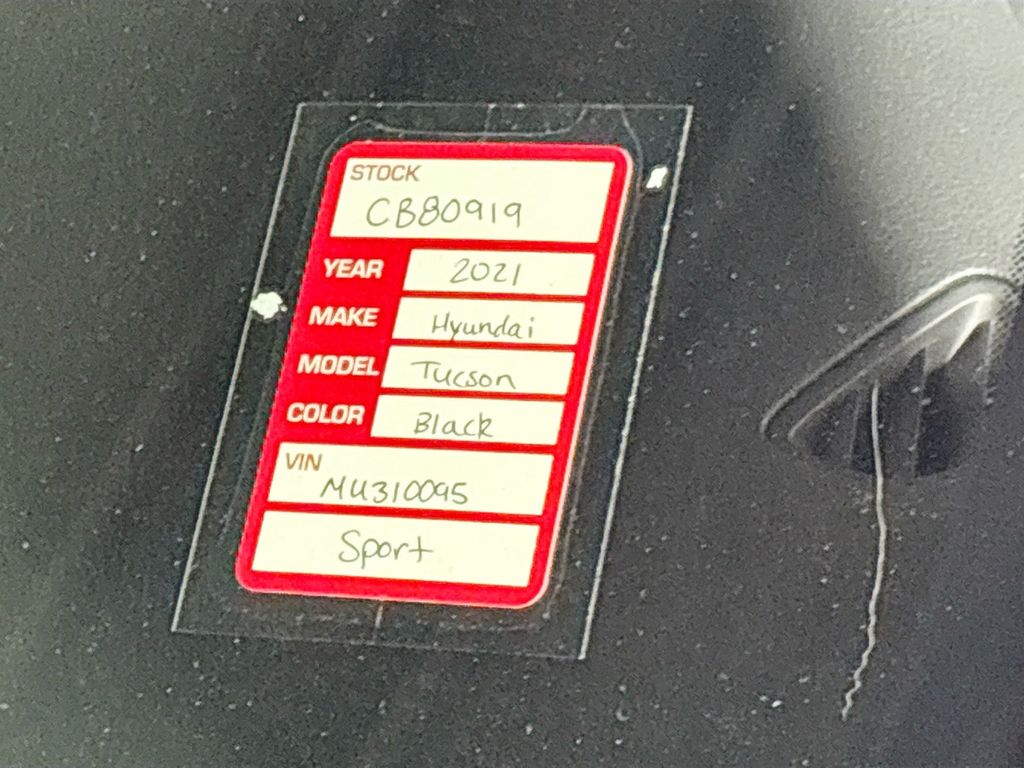 STOCK
CB80919
YEAR 2021
MAKE Hyundai
MODEL Tucson
COLOR Black
VIN
MU310095
Sport